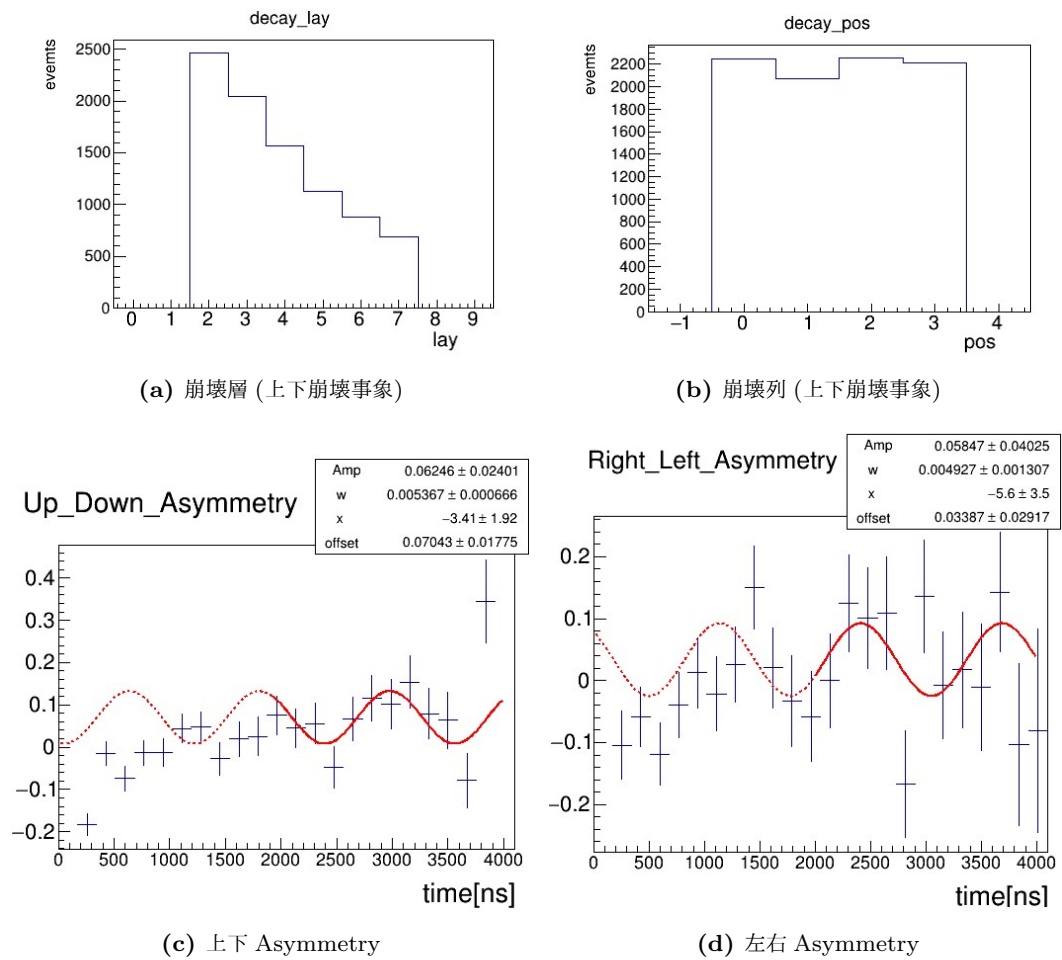 decay_lay
evemts
2500
2000
1500
1000
500
0
0 1 2 3 4 5 6 7 8 9
lay
(a) 崩壊層 (上下崩壊事象)
decay_pos
evemts
2200
2000
1800
1600
1400
1200
1000
800
600
400
200
0
−1 0 1 2 3 4
pos
(b) 崩壊列 (上下崩壊事象)
Up_Down_Asymmetry
Amp 0.06246 ± 0.02401
w 0.005367 ± 0.000666
x −3.41 ± 1.92
offset 0.07043 ± 0.01775
0.4
0.3
0.2
0.1
0
−0.1
−0.2
0 500 1000 1500 2000 2500 3000 3500 4000
time[ns]
(c) 上下 Asymmetry
Right_Left_Asymmetry
Amp 0.05847 ± 0.04025
w 0.004927 ± 0.001307
x −5.6 ± 3.5
offset 0.03387 ± 0.02917
0.2
0.1
0
−0.1
−0.2
0 500 1000 1500 2000 2500 3000 3500 4000
time[ns]
(d) 左右 Asymmetry